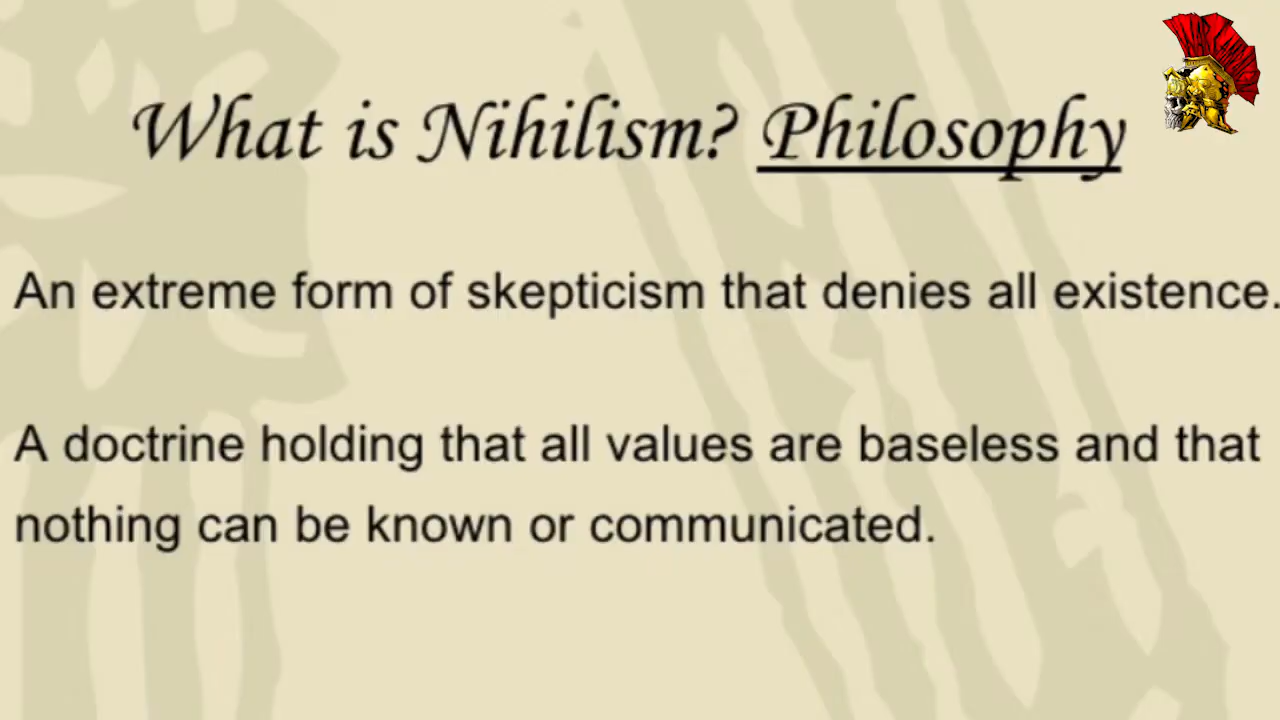 What is Nihilism? Philosophy
An extreme form of skepticism that denies all existence.
A doctrine holding that all values are baseless and that
nothing can be known or communicated.